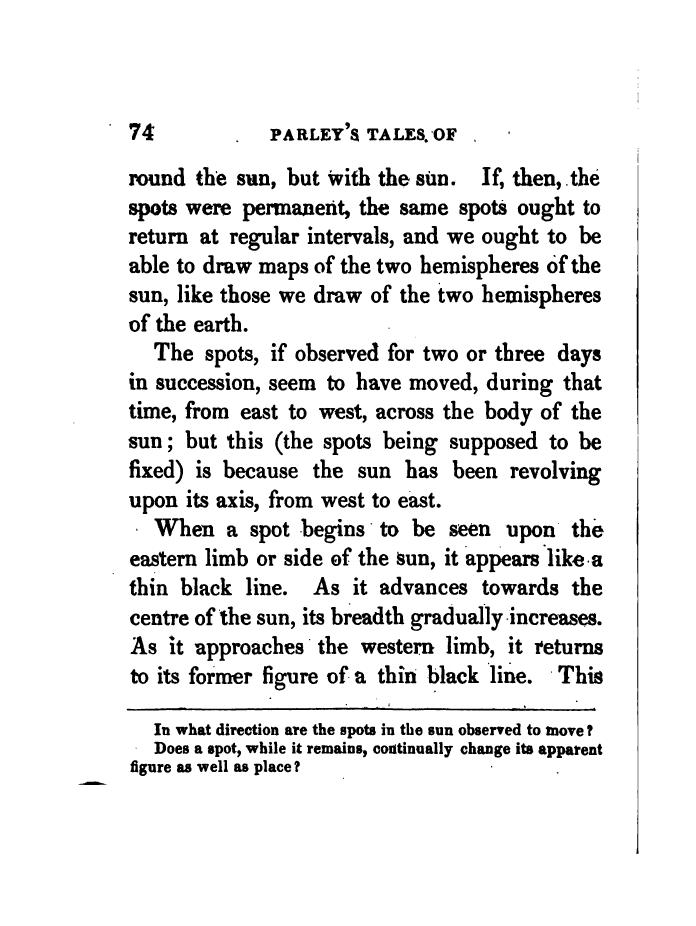 74 PARLEY'S TALES OF
round the sun, but with the sun. If, then, the
spots were permanent, the same spots ought to
return at regular intervals, and we ought to be
able to draw maps of the two hemispheres of the
sun, like those we draw of the two hemispheres
of the earth.
The spots, if observed for two or three days
in succession, seem to have moved, during that
time, from east to west, across the body of the
sun; but this (the spots being supposed to be
fixed) is because the sun has been revolving
upon its axis, from west to east.
When a spot begins to be seen upon the
eastern limb or side of the sun, it appears like a
thin black line. As it advances towards the
centre of the sun, its breadth gradually increases.
As it approaches the western limb, it returns
to its former figure of a thin black line. This
In what direction are the spots in the sun observed to move?
Does a spot, while it remains, continually change its apparent
figure as well as place?